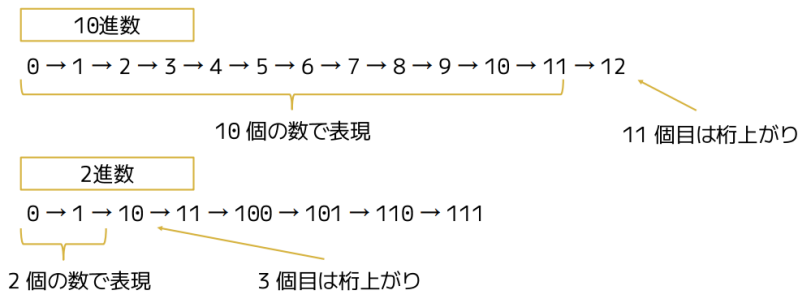 10進数
0 → 1 → 2 → 3 → 4 → 5 → 6 → 7 → 8 → 9 → 10 → 11 → 12
10 個の数で表現
11 個目は桁上がり
2進数
0 → 1 → 10 → 11 → 100 → 101 → 110 → 111
2 個の数で表現
3 個目は桁上がり